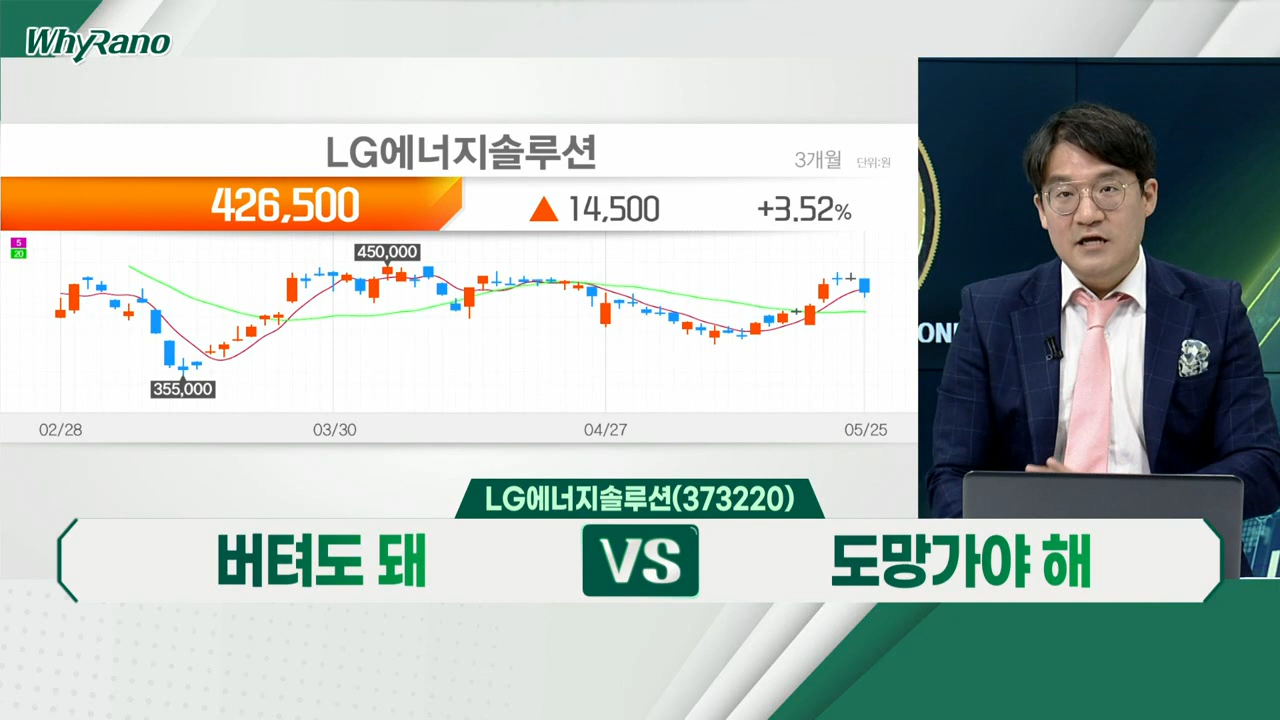 WhyRano
LG에너지솔루션
3개월 단위:원
426,500 ▲ 14,500 +3.52%
5
20
450,000
355,000
02/28 03/30 04/27 05/25
LG에너지솔루션(373220)
버텨도 돼 VS 도망가야 해